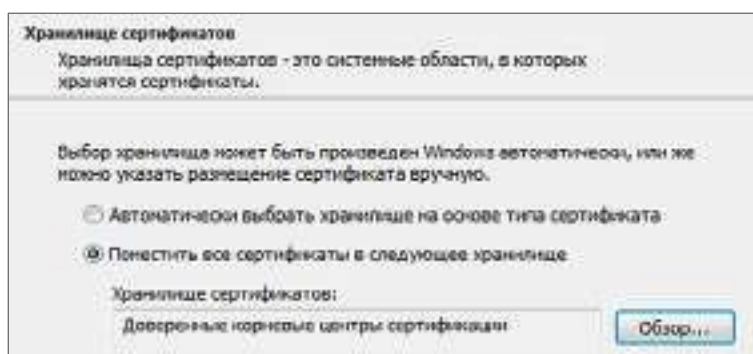 Хранилище сертификатов
Хранилища сертификатов - это системные области, в которых
хранятся сертификаты.
Выбор хранилища может быть произведен Windows автоматически, или же
можно указать размещение сертификата вручную.
Автоматически выбрать хранилище на основе типа сертификата
Поместить все сертификаты в следующее хранилище
Хранилище сертификатов:
Доверенные корневые центры сертификации
Обзор...